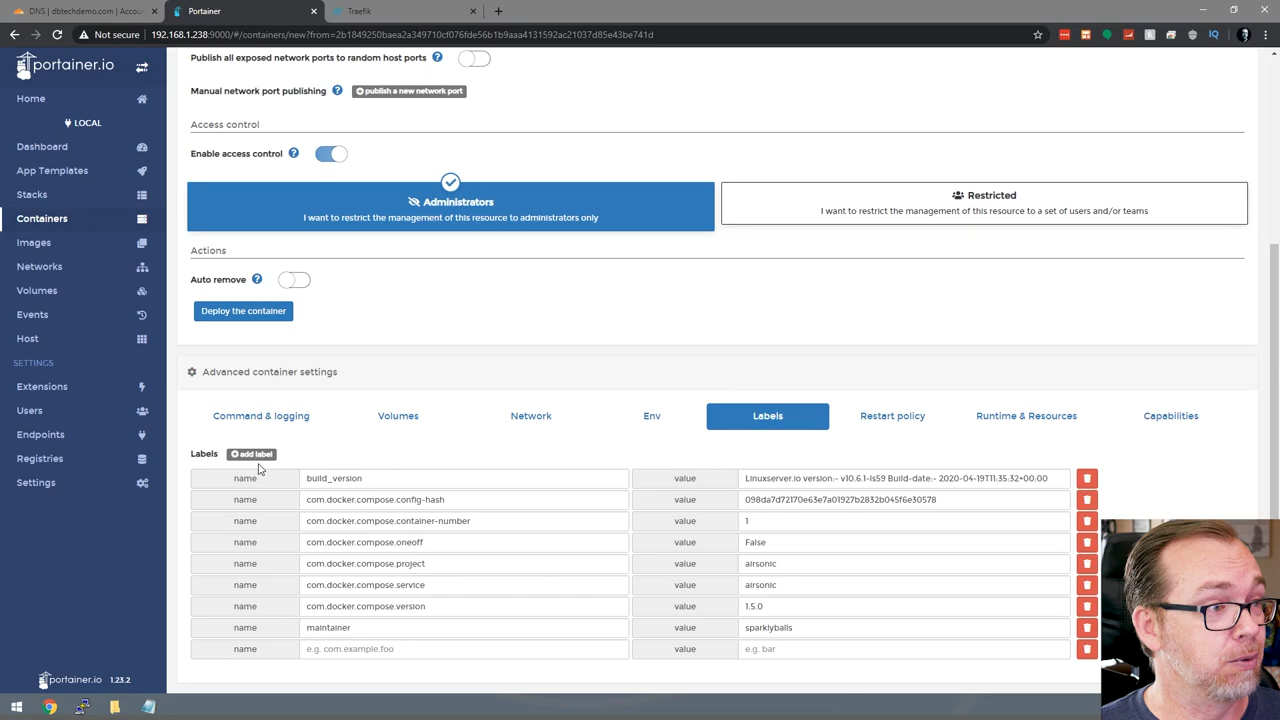 DNS | dbtechdemo.com | Accou
Portainer
Traefik
Not secure | 192.168.1.238:9000/#/containers/new?from=2b1849250baea2a349710cf076fde56b1b9aaa4131592ac21037d85e43be741d
portainer.io
Home
LOCAL
Dashboard
App Templates
Stacks
Containers
Images
Networks
Volumes
Events
Host
SETTINGS
Extensions
Users
Endpoints
Registries
Settings
portainer.io 1.23.2
Publish all exposed network ports to random host ports
Manual network port publishing publish a new network port
Access control
Enable access control
Administrators
I want to restrict the management of this resource to administrators only
Restricted
I want to restrict the management of this resource to a set of users and/or teams
Actions
Auto remove
Deploy the container
Advanced container settings
Command & logging Volumes Network Env Labels Restart policy Runtime & Resources Capabilities
Labels add label
name build_version value Linuxserver.io version:- v10.6.1-ls59 Build-date:- 2020-04-19T11:35:32+00:00
name com.docker.compose.config-hash value 098da7d72170e63e7a01927b2832b045f6e30578
name com.docker.compose.container-number value 1
name com.docker.compose.oneoff value False
name com.docker.compose.project value airsonic
name com.docker.compose.service value airsonic
name com.docker.compose.version value 1.5.0
name maintainer value sparklyballs
name e.g. com.example.foo value e.g. bar